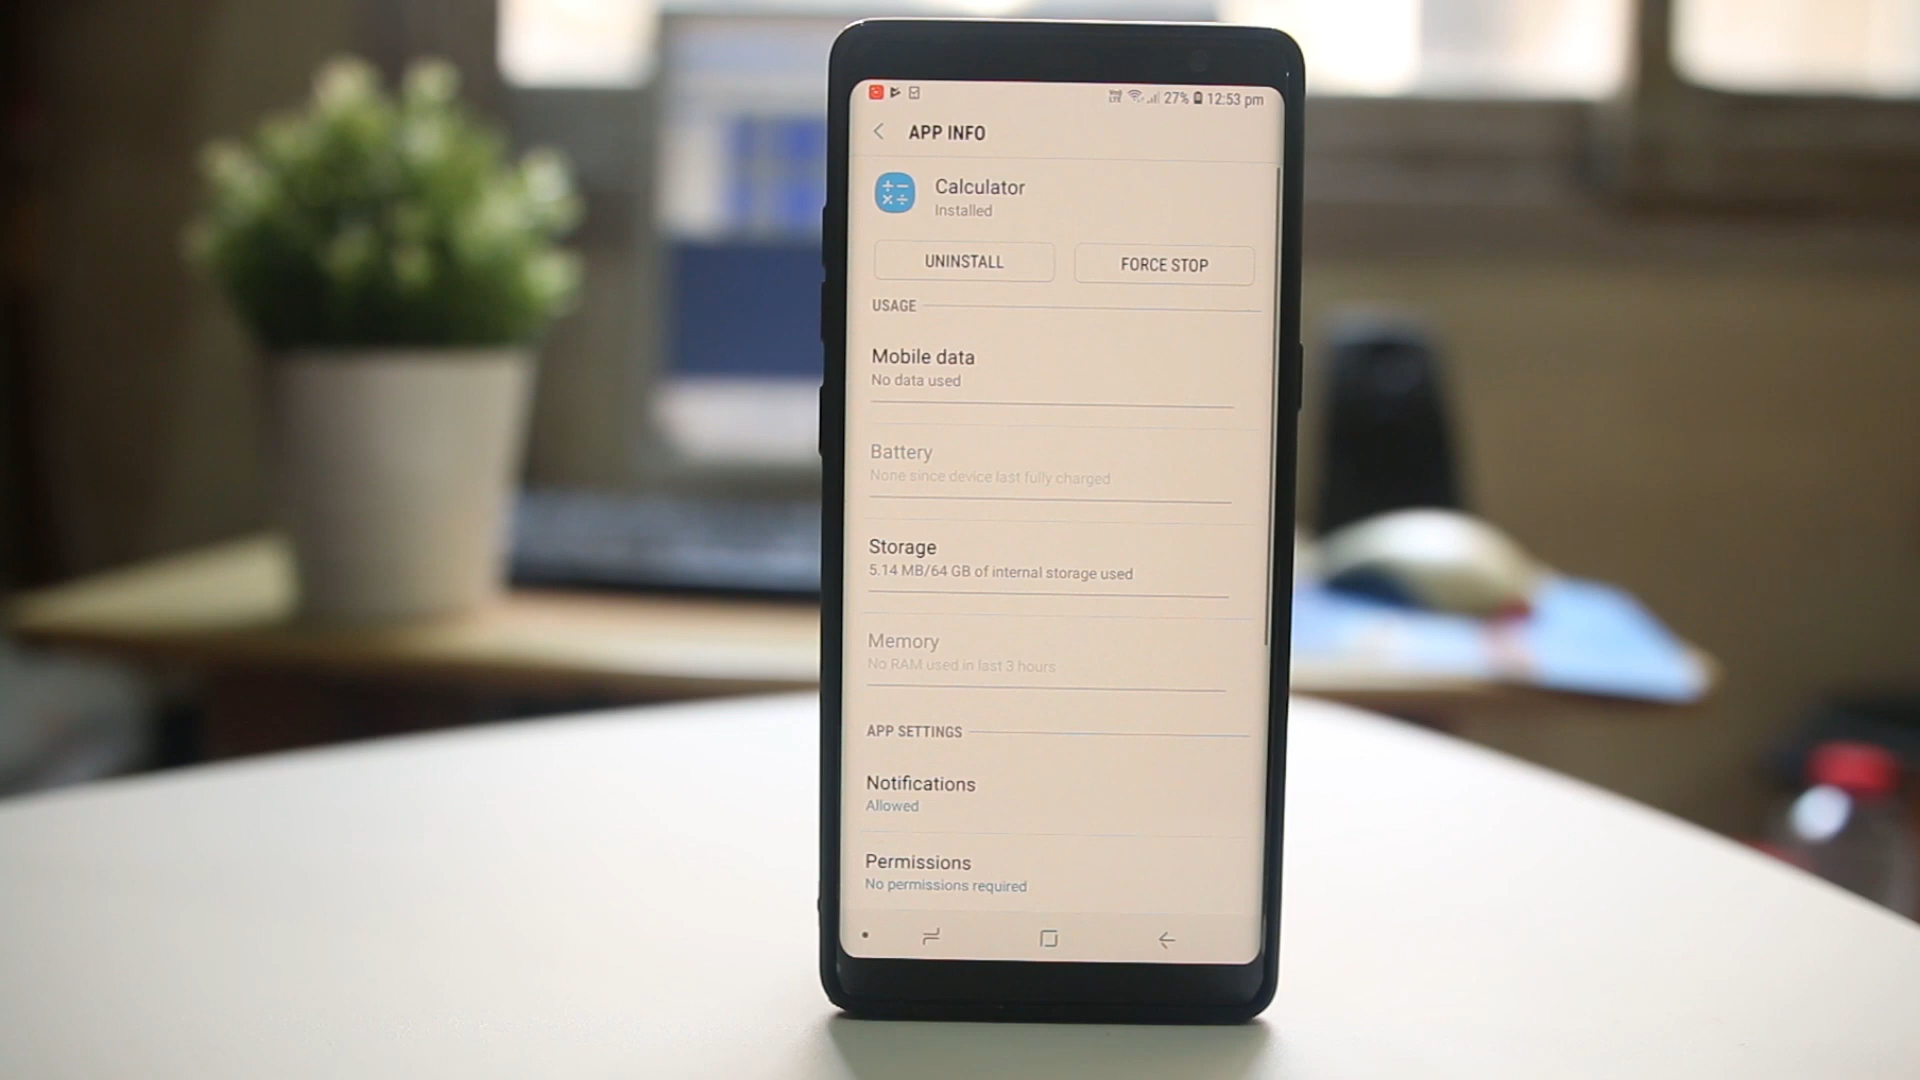 27% 12:53 pm
APP INFO
Calculator
Installed
UNINSTALL
FORCE STOP
USAGE
Mobile data
No data used
Battery
None since device last fully charged
Storage
5.14 MB/64 GB of internal storage used
Memory
No RAM used in last 3 hours
APP SETTINGS
Notifications
Allowed
Permissions
No permissions required